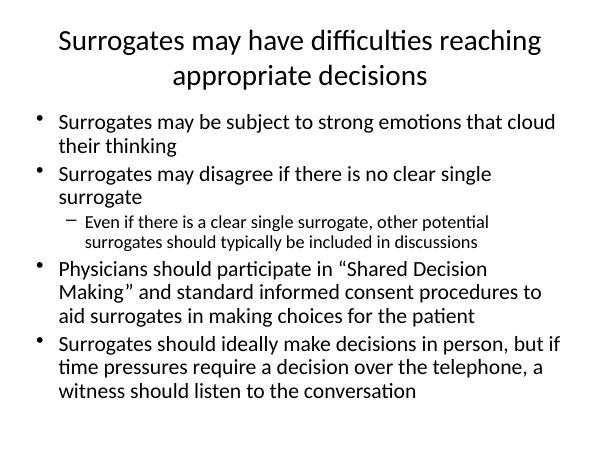 Surrogates may have difficulties reaching
appropriate decisions
• Surrogates may be subject to strong emotions that cloud
their thinking
• Surrogates may disagree if there is no clear single
surrogate
– Even if there is a clear single surrogate, other potential
surrogates should typically be included in discussions
• Physicians should participate in “Shared Decision
Making” and standard informed consent procedures to
aid surrogates in making choices for the patient
• Surrogates should ideally make decisions in person, but if
time pressures require a decision over the telephone, a
witness should listen to the conversation